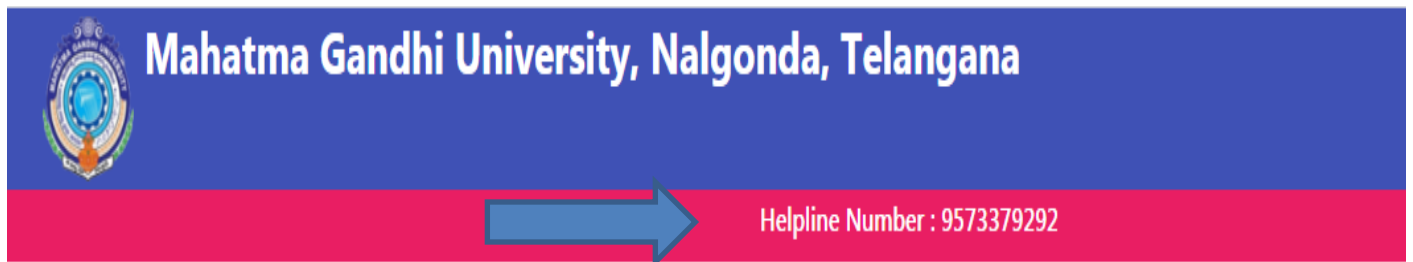 Mahatma Gandhi University, Nalgonda, Telangana
Helpline Number : 9573379292